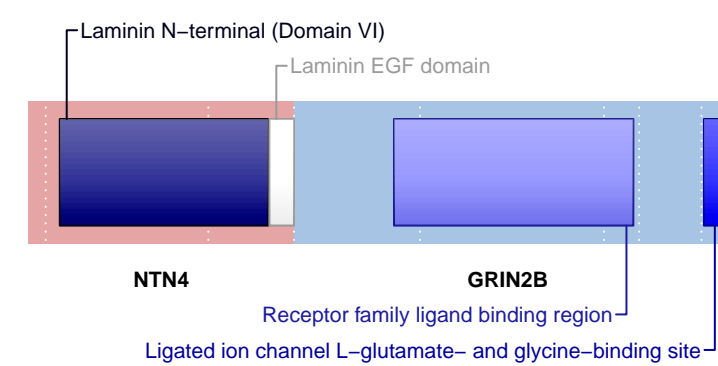 Laminin N−terminal (Domain VI)
Laminin EGF domain
NTN4 GRIN2B
Receptor family ligand binding region
Ligated ion channel L−glutamate− and glycine−binding site